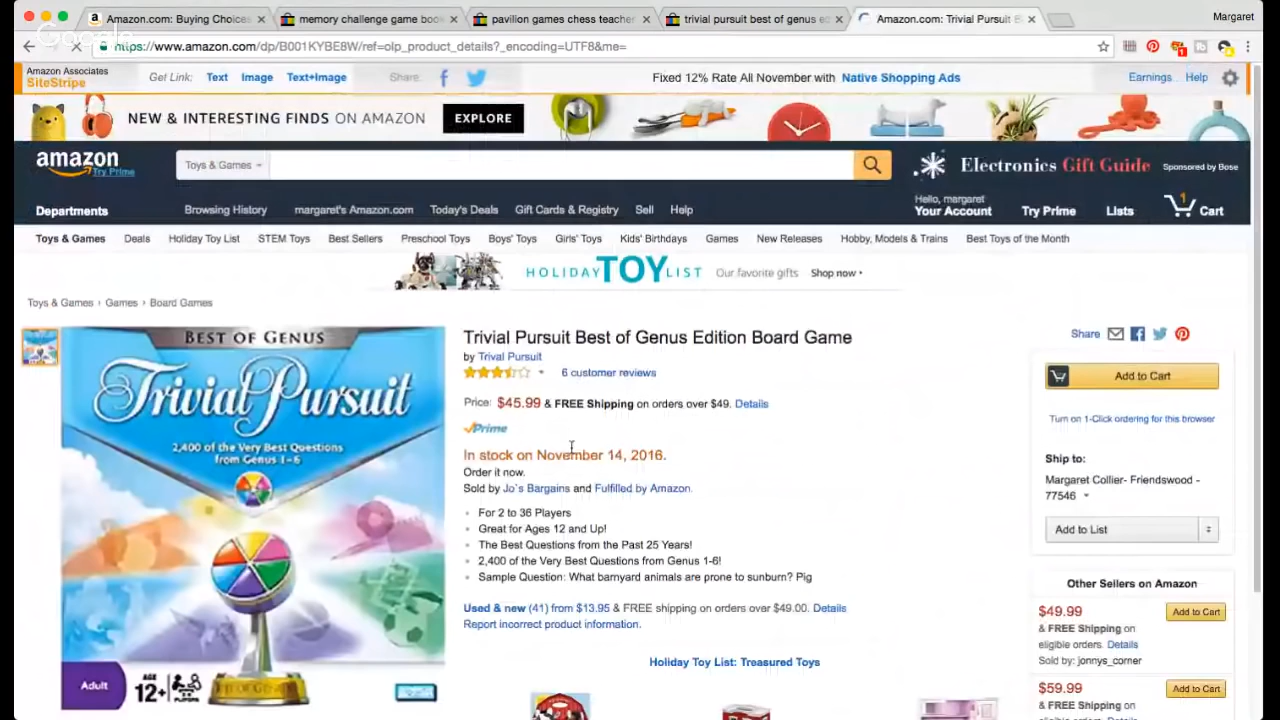 Amazon.com: Buying Choices
memory challenge game boo
pavilion games chess teache
trivial pursuit best of genus e
Amazon.com: Trivial Pursuit B
Margaret
https://www.amazon.com/dp/B001KYBE8W/ref=olp_product_details?_encoding=UTF8&me=
Amazon Associates
SiteStripe
Get Link: Text Image Text+Image
Share:
Fixed 12% Rate All November with Native Shopping Ads
Earnings Help
NEW & INTERESTING FINDS ON AMAZON EXPLORE
amazon
Try Prime
Toys & Games
Electronics Gift Guide Sponsored by Bose
Departments
Browsing History margaret's Amazon.com Today's Deals Gift Cards & Registry Sell Help
Hello, margaret
Your Account Try Prime Lists 1 Cart
Toys & Games Deals Holiday Toy List STEM Toys Best Sellers Preschool Toys Boys' Toys Girls' Toys Kids' Birthdays Games New Releases Hobby, Models & Trains Best Toys of the Month
HOLIDAY TOY LIST Our favorite gifts Shop now ›
Toys & Games › Games › Board Games
BEST OF GENUS
Trivial Pursuit
2,400 of the Very Best Questions
from Genus 1-6
Adult
AGE
12+
Trivial Pursuit Best of Genus Edition Board Game
by Trival Pursuit
6 customer reviews
Price: $45.99 & FREE Shipping on orders over $49. Details
Prime
In stock on November 14, 2016.
Order it now.
Sold by Jo's Bargains and Fulfilled by Amazon.
• For 2 to 36 Players
• Great for Ages 12 and Up!
• The Best Questions from the Past 25 Years!
• 2,400 of the Very Best Questions from Genus 1-6!
• Sample Question: What barnyard animals are prone to sunburn? Pig
Used & new (41) from $13.95 & FREE shipping on orders over $49.00. Details
Report incorrect product information.
Holiday Toy List: Treasured Toys
Share
Add to Cart
Turn on 1-Click ordering for this browser
Ship to:
Margaret Collier- Friendswood -
77546
Add to List
Other Sellers on Amazon
$49.99 Add to Cart
& FREE Shipping on
eligible orders. Details
Sold by: jonnys_corner
$59.99 Add to Cart
& FREE Shipping on